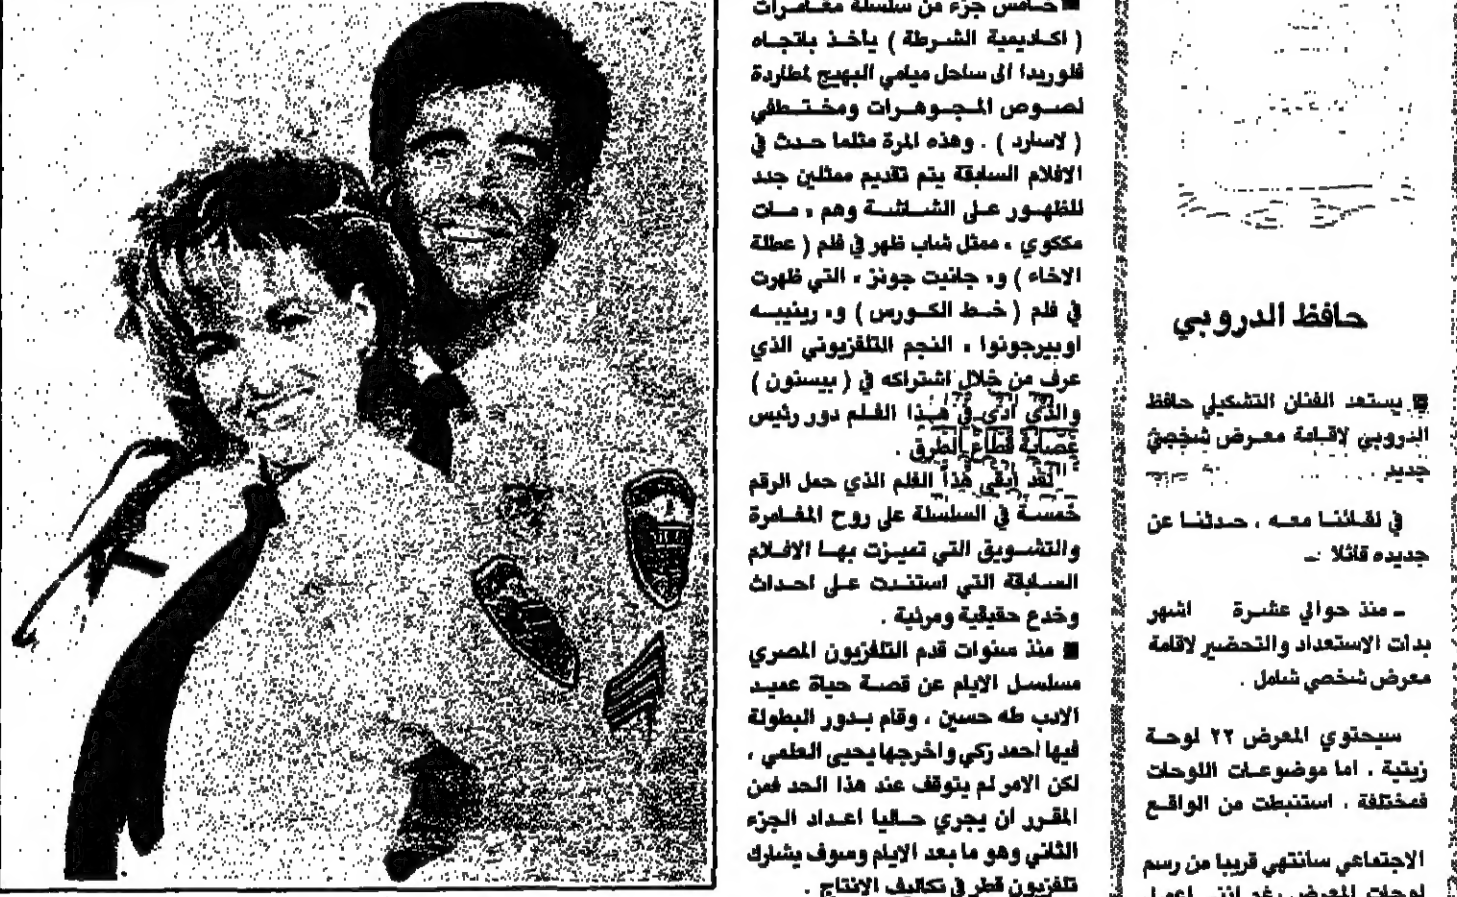 حافظ الدروبي
■ يستعد الفنان التشكيلي حافظ
الدروبي لاقامة معرض شخصي
جديد .
في لقائنا معه ، حدثنا عن
جديده قائلا :ـ
ـ منذ حوالي عشرة اشهر
بدأت الاستعداد والتحضير لاقامة
معرض شخصي شامل .
سيحتوي المعرض ٢٢ لوحة
زيتية . اما موضوعات اللوحات
فمختلفة . استنبطت من الواقع
الاجتماعي سانتهي قريبا من رسم
لوحات المعرض رغم انني اعمل
■ خامس جزء من سلسلة مغامرات
( اكاديمية الشرطة ) ياخذ باتجاه
فلوريدا الى ساحل ميامي البهيج لمطاردة
لصوص المجوهرات ومختطفي
( لاسارد ) . وهذه المرة مثلما حدث في
الافلام السابقة يتم تقديم ممثلين جدد
للظهور على الشاشة وهم « مات
مككوي » ممثل شاب ظهر في فلم ( عطلة
الاخاء ) و« جانيت جونز » التي ظهرت
في فلم ( خط الكورس ) و« رينييه
اوبيرجونوا » النجم التلفزيوني الذي
عرف من خلال اشتراكه في ( بيسنون )
والذي ادى في هذا الفلم دور رئيس
عصابة قطاع الطرق .
لقد ابقى هذا الفلم الذي حمل الرقم
خمسة في السلسلة على روح المغامرة
والتشويق التي تميزت بها الافلام
السابقة التي استندت على احداث
وخدع حقيقية ومرئية .
■ منذ سنوات قدم التلفزيون المصري
مسلسل الايام عن قصة حياة عميد
الادب طه حسين ، وقام بدور البطولة
فيها احمد زكي واخرجها يحيى العلمي ،
لكن الامر لم يتوقف عند هذا الحد فمن
المقرر ان يجري حاليا اعداد الجزء
الثاني وهو ما بعد الايام وسوف يشارك
تلفزيون قطر في تكاليف الانتاج .